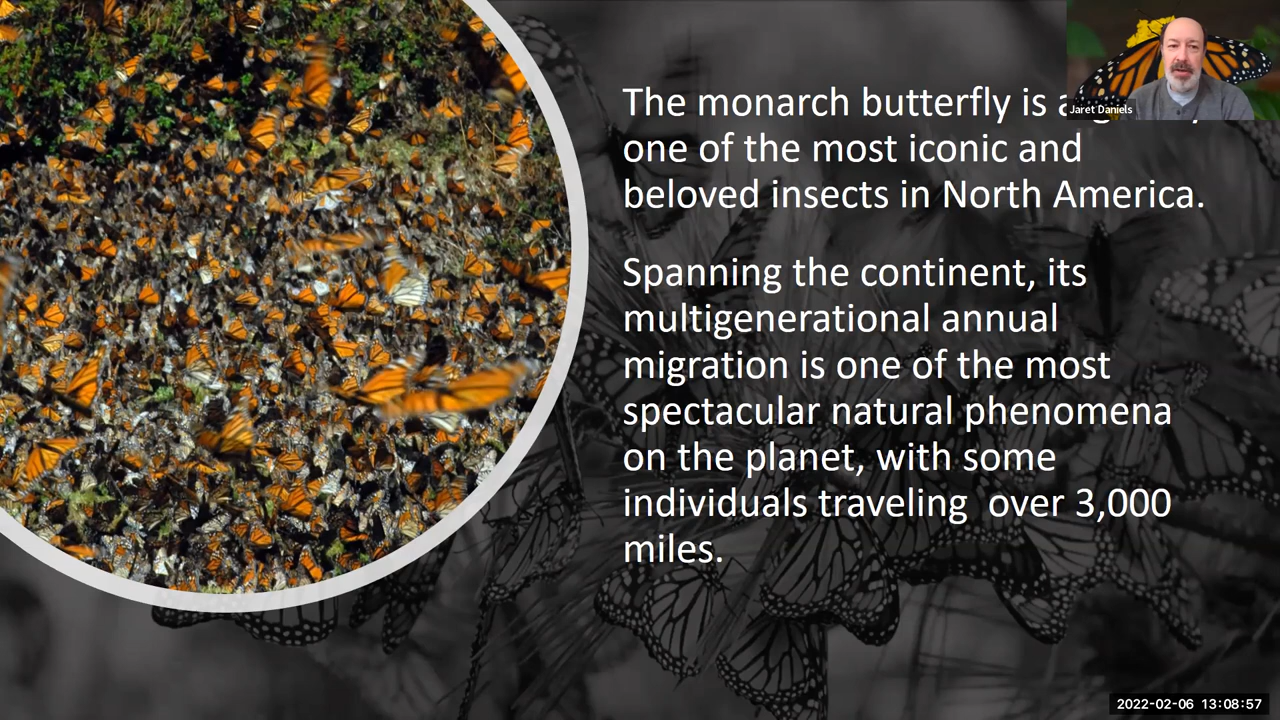 The monarch butterfly is
one of the most iconic and
beloved insects in North America.
Spanning the continent, its
multigenerational annual
migration is one of the most
spectacular natural phenomena
on the planet, with some
individuals traveling  over 3,000
miles.
Jaret Daniels
2022-02-06 13:08:57